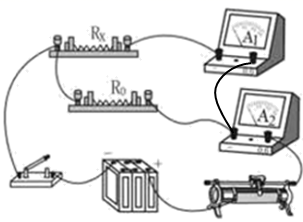 Rx A1
R0 A2
− +